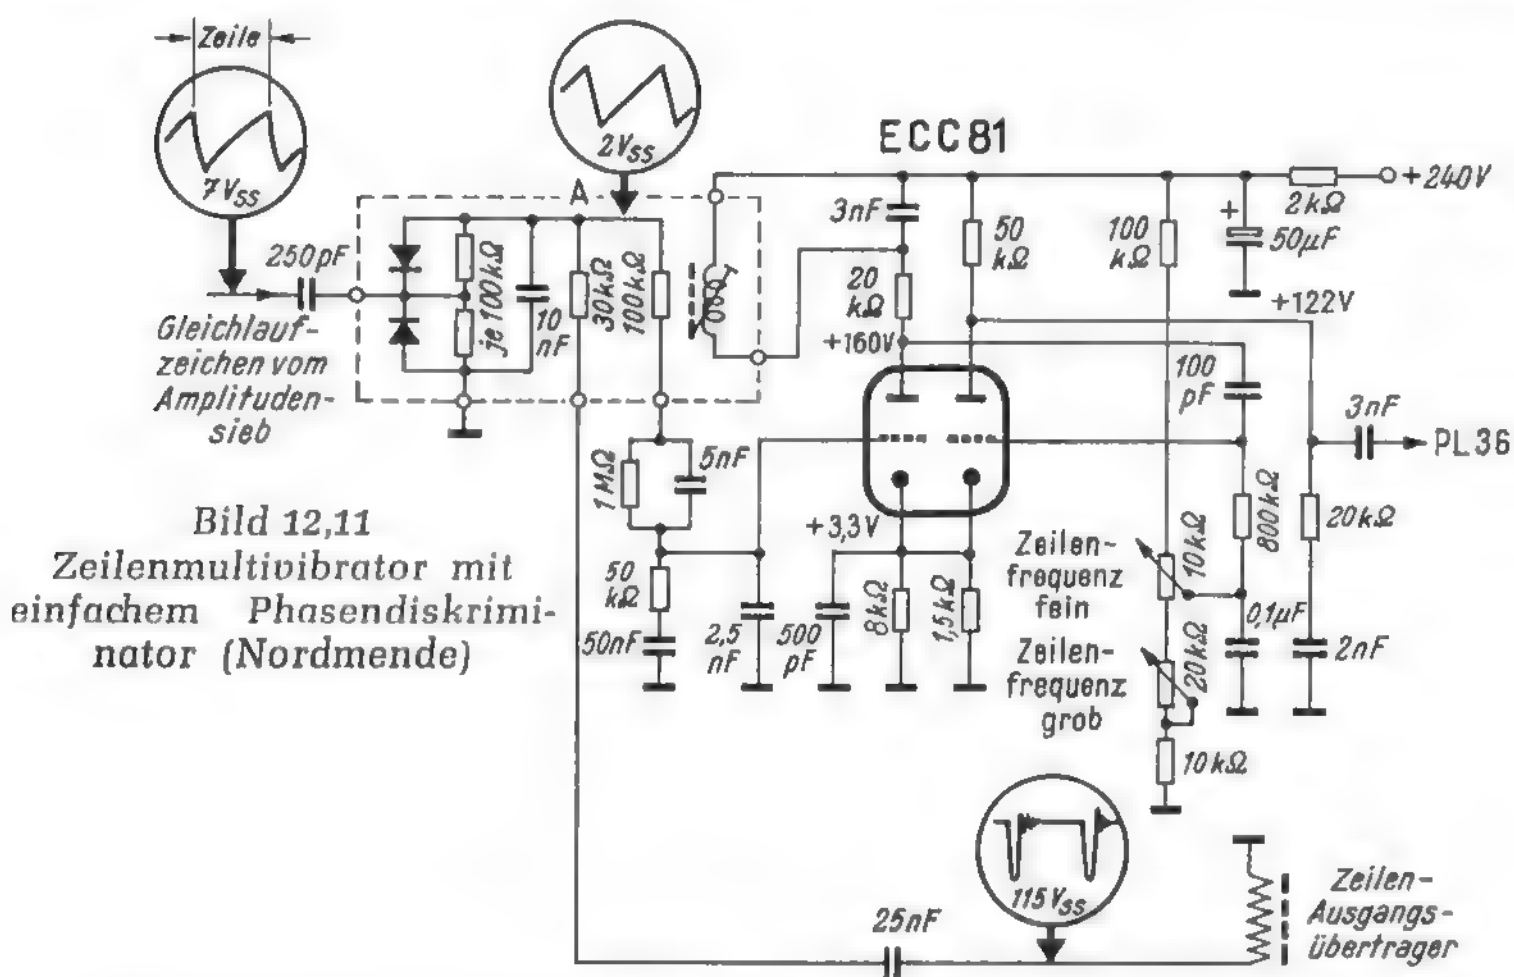 Zeile
7Vss
2Vss
ECC81
A
250pF
je 100kΩ
10
nF
30kΩ
100kΩ
3nF
20
kΩ
50
kΩ
100
kΩ
2kΩ
+240V
+
50µF
+122V
+160V
100
pF
3nF
PL36
Gleichlauf-
zeichen vom
Amplituden-
sieb
1MΩ
5nF
+3,3V
Zeilen-
frequenz
fein
10kΩ
800kΩ
20kΩ
50
kΩ
50nF
2,5
nF
500
pF
8kΩ
1,5kΩ
Zeilen-
frequenz
grob
20kΩ
0,1µF
2nF
10kΩ
Bild 12,11
Zeilenmultivibrator mit
einfachem Phasendiskrimi-
nator (Nordmende)
115Vss
25nF
Zeilen-
Ausgangs-
übertrager